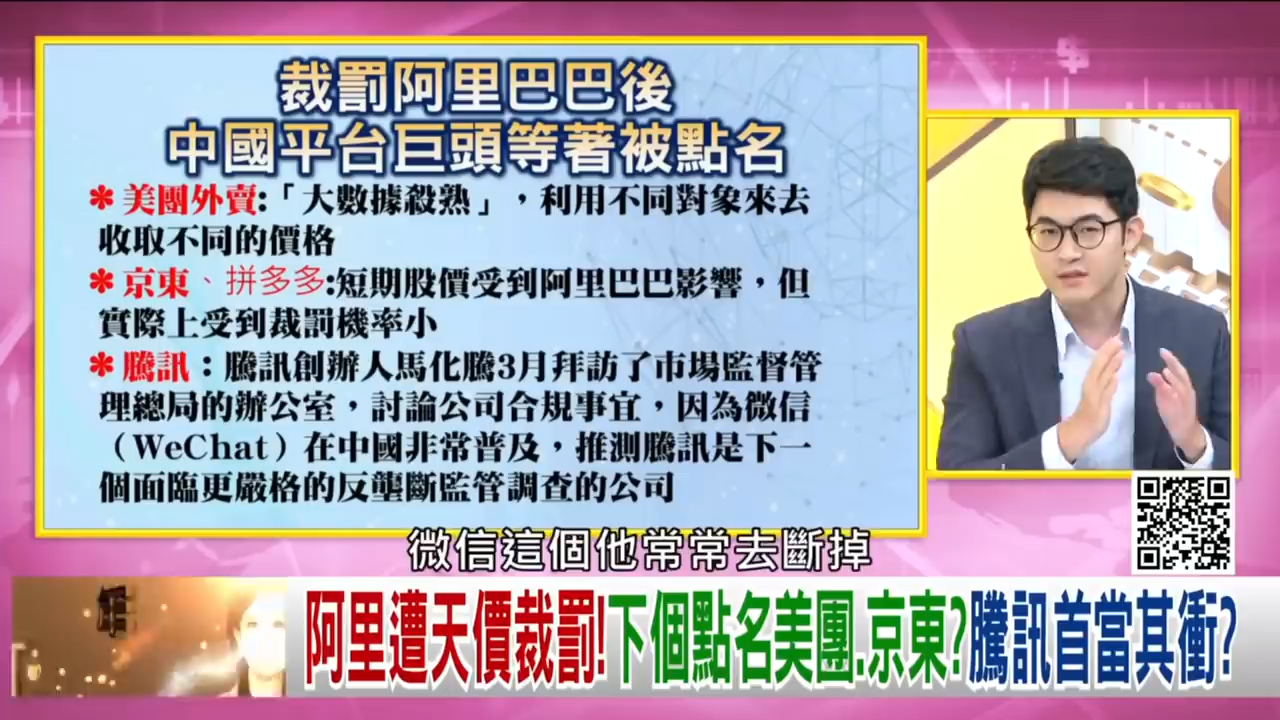 裁罰阿里巴巴後
中國平台巨頭等著被點名
* 美團外賣:「大數據殺熟」，利用不同對象來去
收取不同的價格
* 京東、拼多多:短期股價受到阿里巴巴影響，但
實際上受到裁罰機率小
* 騰訊：騰訊創辦人馬化騰3月拜訪了市場監督管
理總局的辦公室，討論公司合規事宜，因為微信
（WeChat）在中國非常普及，推測騰訊是下一
個面臨更嚴格的反壟斷監管調查的公司
微信這個他常常去斷掉
阿里遭天價裁罰!下個點名美團.京東?騰訊首當其衝?